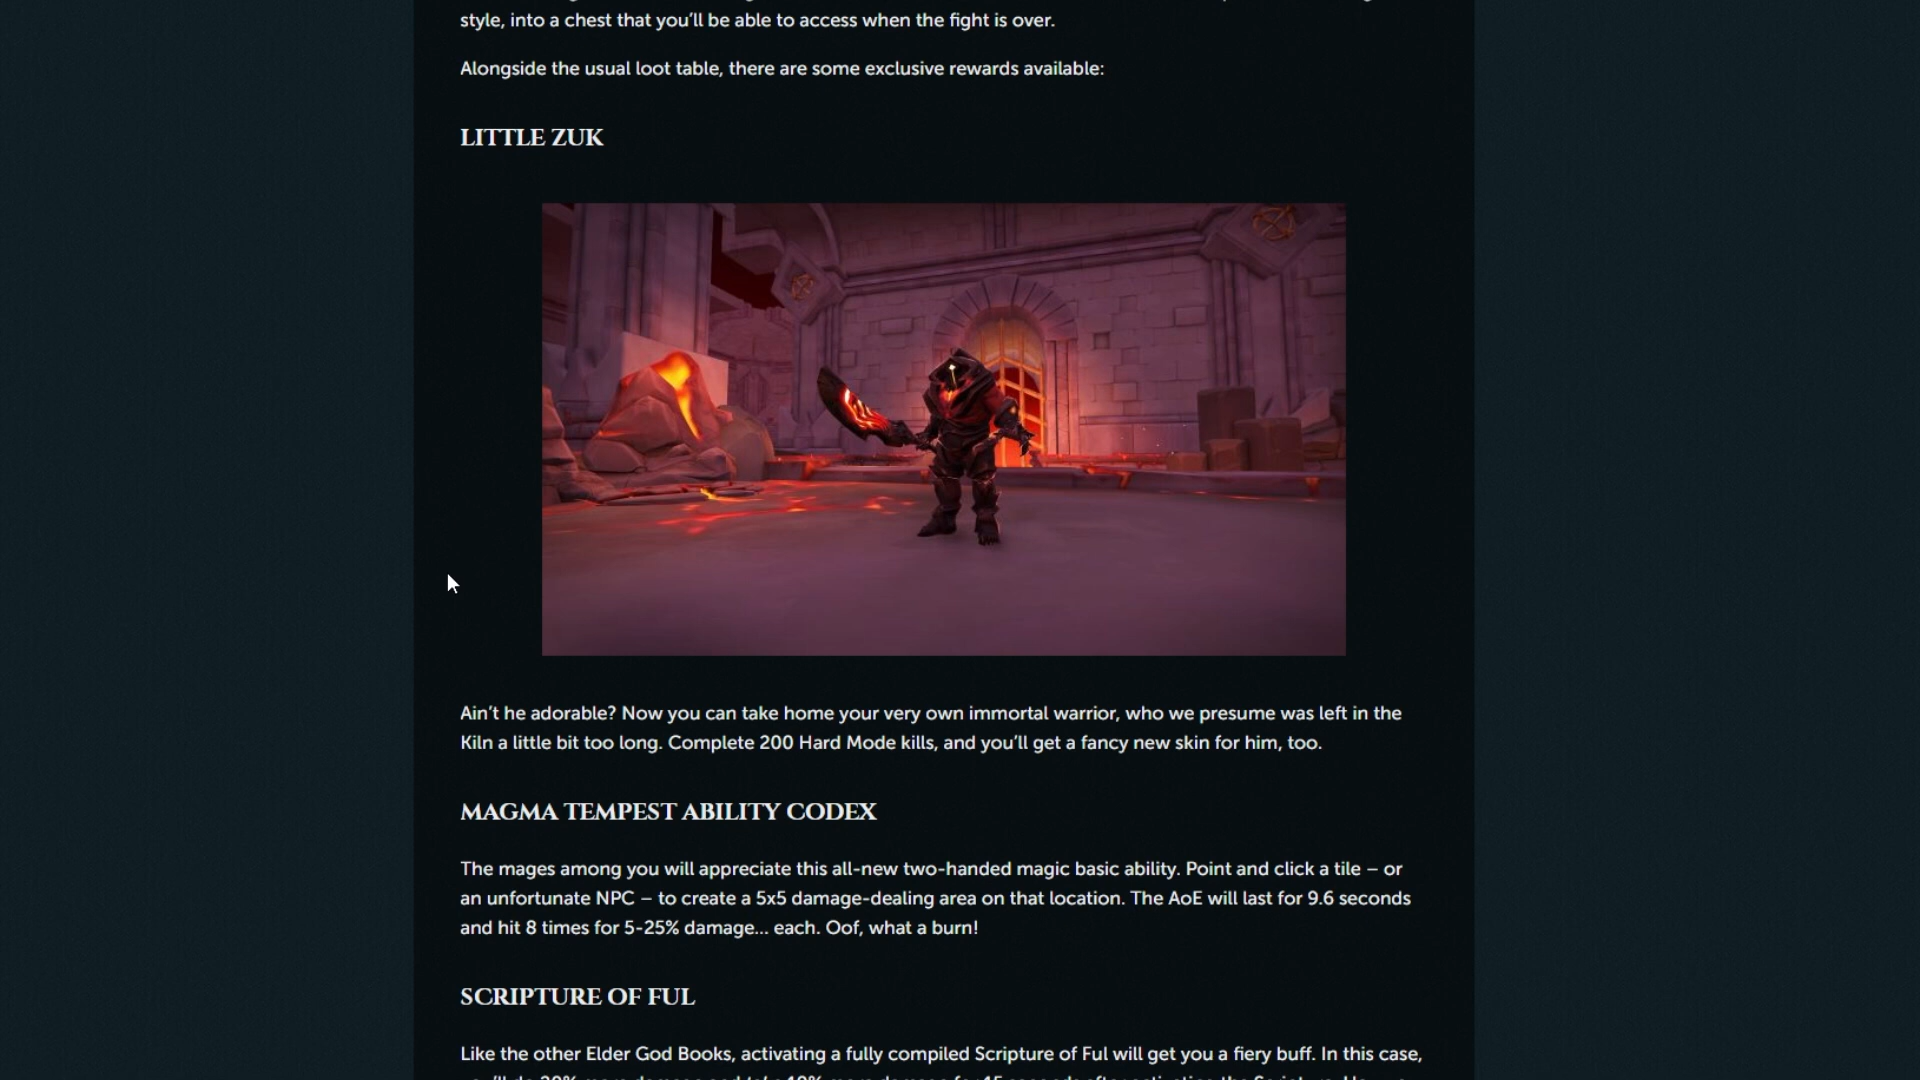 style, into a chest that you'll be able to access when the fight is over.
Alongside the usual loot table, there are some exclusive rewards available:
LITTLE ZUK
Ain't he adorable? Now you can take home your very own immortal warrior, who we presume was left in the
Kiln a little bit too long. Complete 200 Hard Mode kills, and you'll get a fancy new skin for him, too.
MAGMA TEMPEST ABILITY CODEX
The mages among you will appreciate this all-new two-handed magic basic ability. Point and click a tile – or
an unfortunate NPC – to create a 5x5 damage-dealing area on that location. The AoE will last for 9.6 seconds
and hit 8 times for 5-25% damage... each. Oof, what a burn!
SCRIPTURE OF FUL
Like the other Elder God Books, activating a fully compiled Scripture of Ful will get you a fiery buff. In this case,